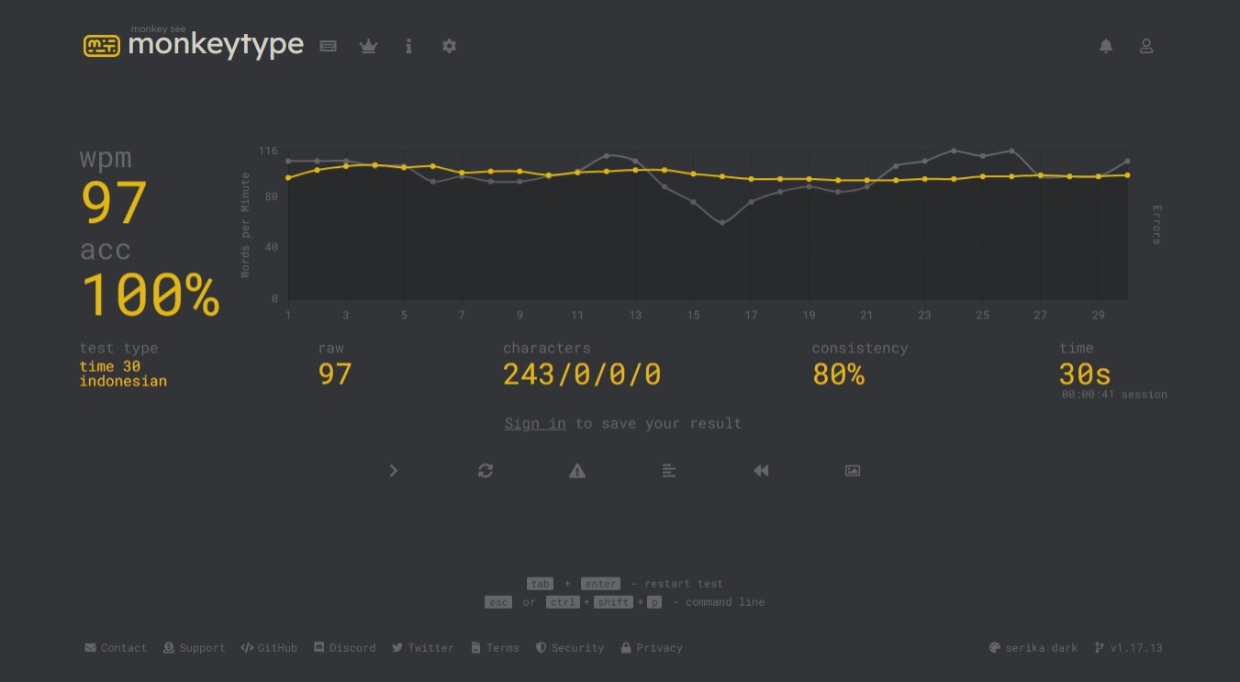 monkey see
monkeytype
wpm
97
acc
100%
Words per Minute
116
80
40
0
1 3 5 7 9 11 13 15 17 19 21 23 25 27 29
Errors
test type
time 30
indonesian
raw
97
characters
243/0/0/0
consistency
80%
time
30s
00:00:41 session
Sign in to save your result
tab + enter - restart test
esc or ctrl + shift + p - command line
Contact Support GitHub Discord Twitter Terms Security Privacy serika dark v1.17.13